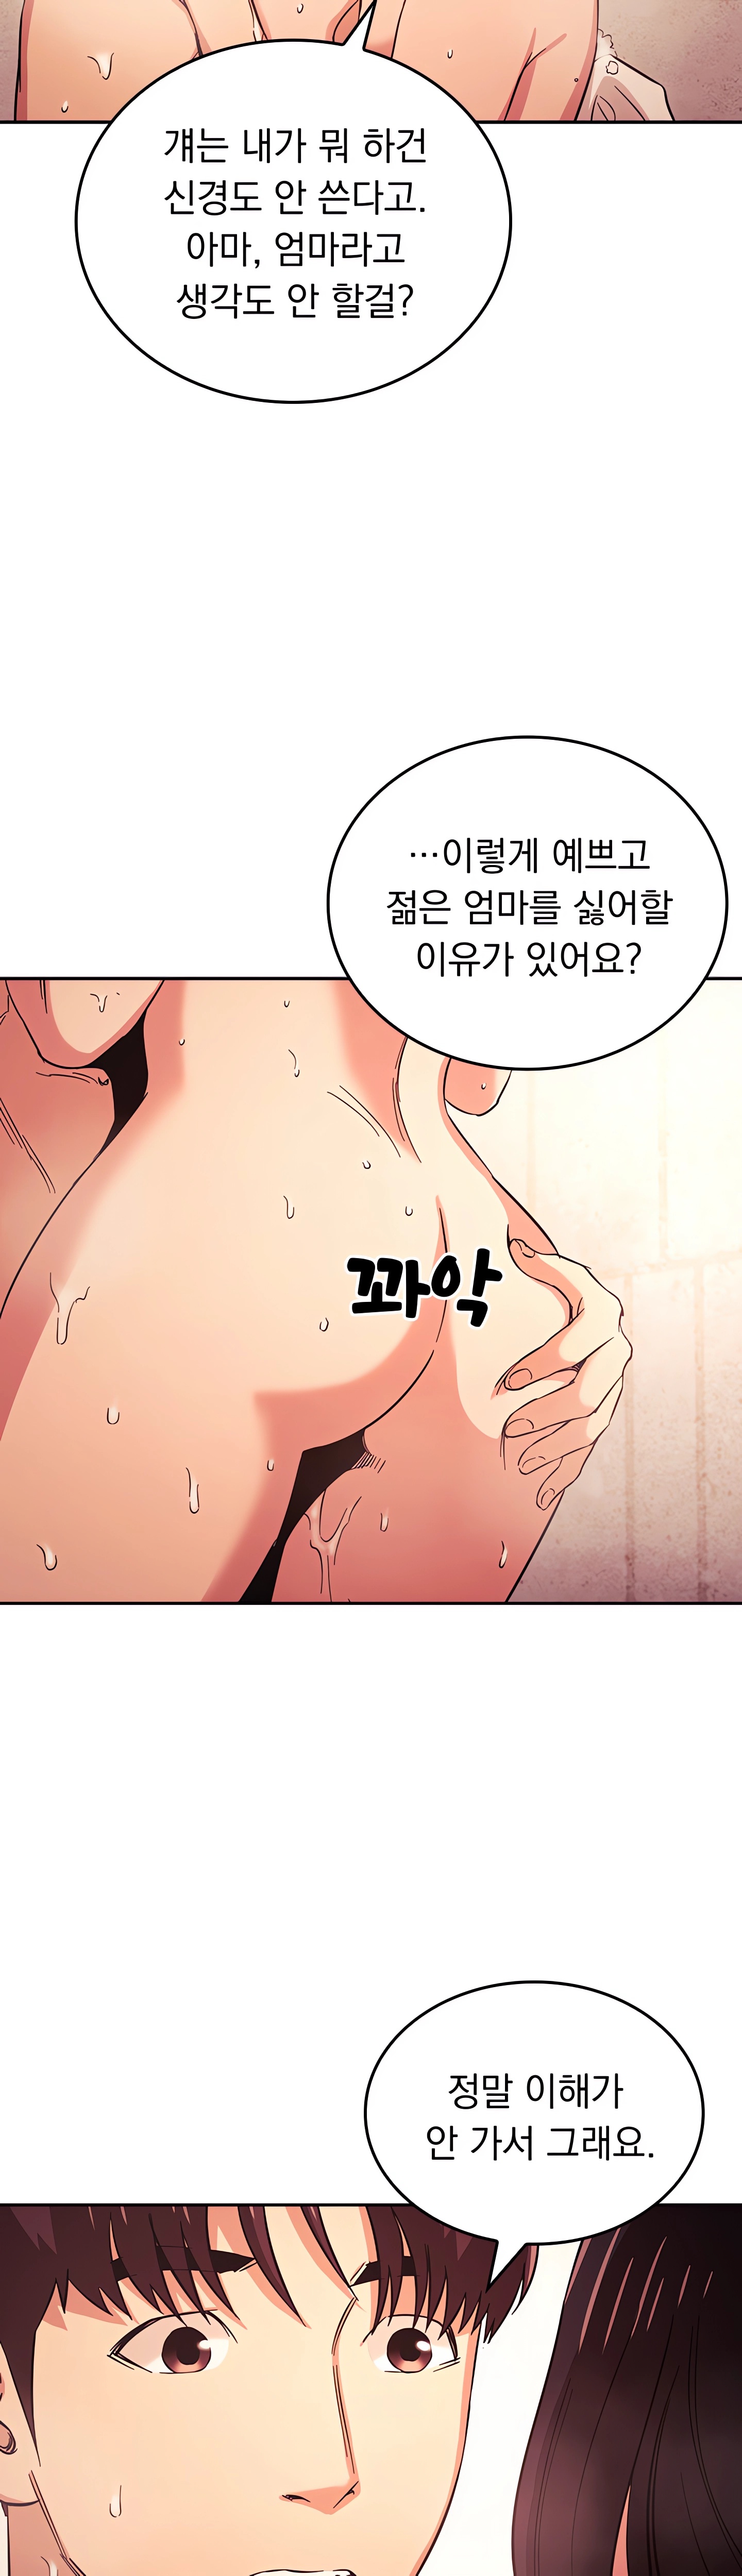 걔는 내가 뭐 하건
신경도 안 쓴다고.
아마, 엄마라고
생각도 안 할걸?
…이렇게 예쁘고
젊은 엄마를 싫어할
이유가 있어요?
꽈악
정말 이해가
안 가서 그래요.